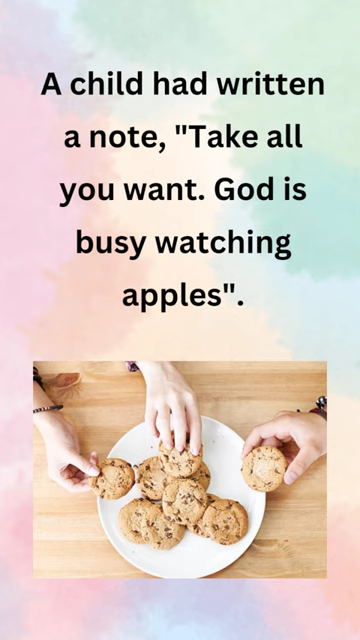 A child had written
a note, "Take all
you want. God is
busy watching
apples".